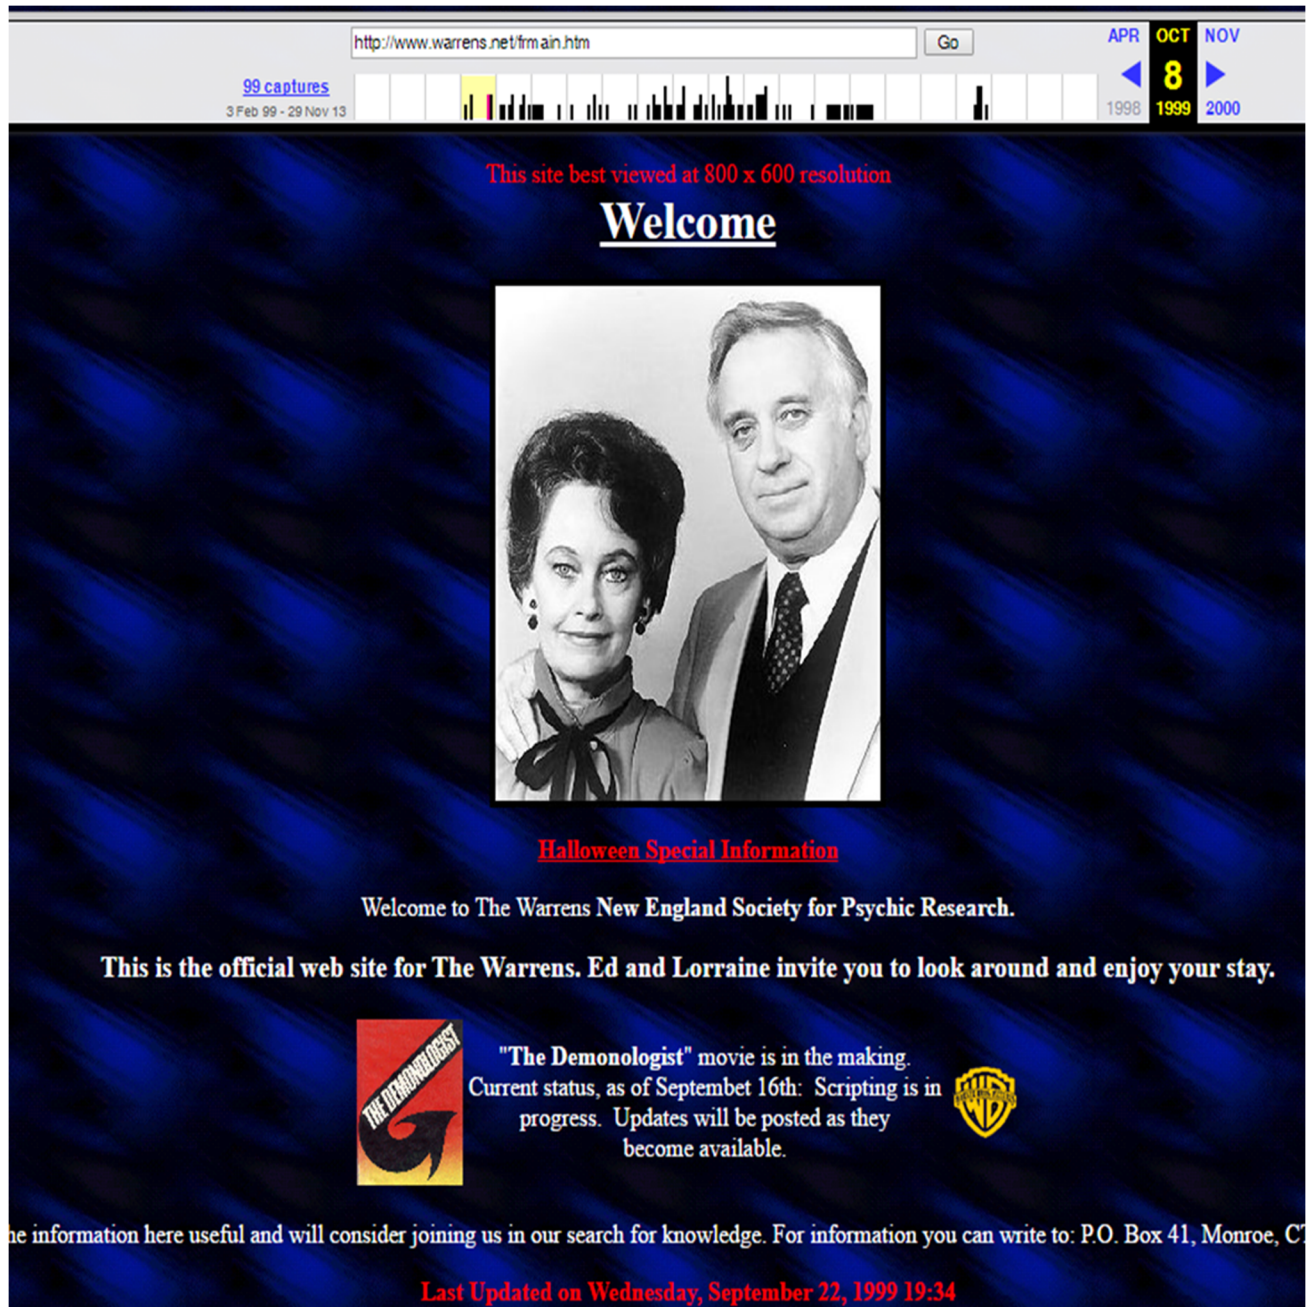 http://www.warrens.net/frmain.htm
Go
APR OCT NOV
99 captures
8
3 Feb 99 - 29 Nov 13
1998 1999 2000
This site best viewed at 800 x 600 resolution
Welcome
Halloween Special Information
Welcome to The Warrens New England Society for Psychic Research.
This is the official web site for The Warrens. Ed and Lorraine invite you to look around and enjoy your stay.
THE DEMONOLOGIST
"The Demonologist" movie is in the making.
Current status, as of Septembet 16th: Scripting is in
progress. Updates will be posted as they
become available.
WB
he information here useful and will consider joining us in our search for knowledge. For information you can write to: P.O. Box 41, Monroe, CT
Last Updated on Wednesday, September 22, 1999 19:34